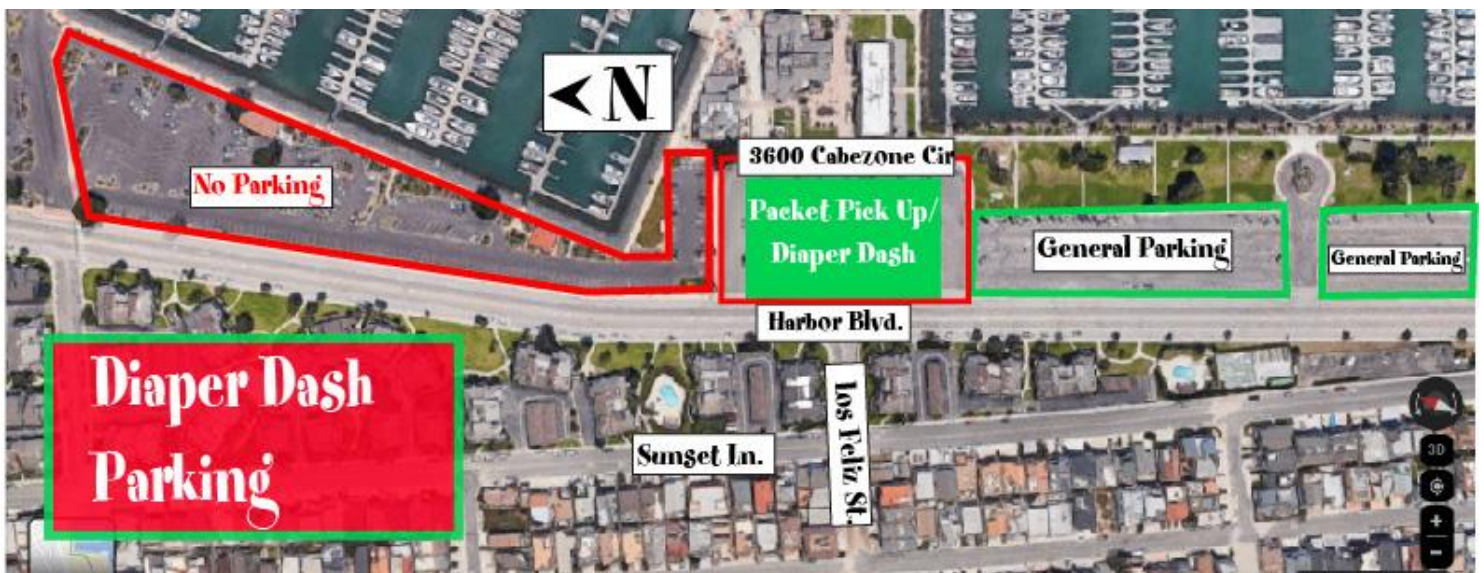 N
3600 Cabezone Cir
No Parking
Packet Pick Up/
Diaper Dash
General Parking
General Parking
Harbor Blvd.
Diaper Dash
Parking
Los Feliz St.
Sunset ln.
3D
+
-